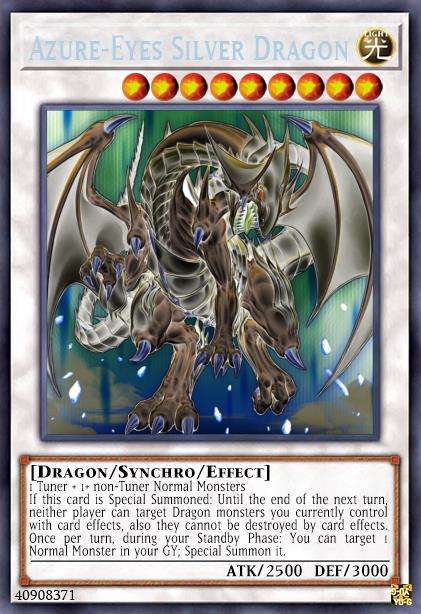 AZURE-EYES SILVER DRAGON
LIGHT
光
[DRAGON/SYNCHRO/EFFECT]
1 Tuner + 1+ non-Tuner Normal Monsters
If this card is Special Summoned: Until the end of the next turn,
neither player can target Dragon monsters you currently control
with card effects, also they cannot be destroyed by card effects.
Once per turn, during your Standby Phase: You can target 1
Normal Monster in your GY; Special Summon it.
ATK/2500 DEF/3000
40908371